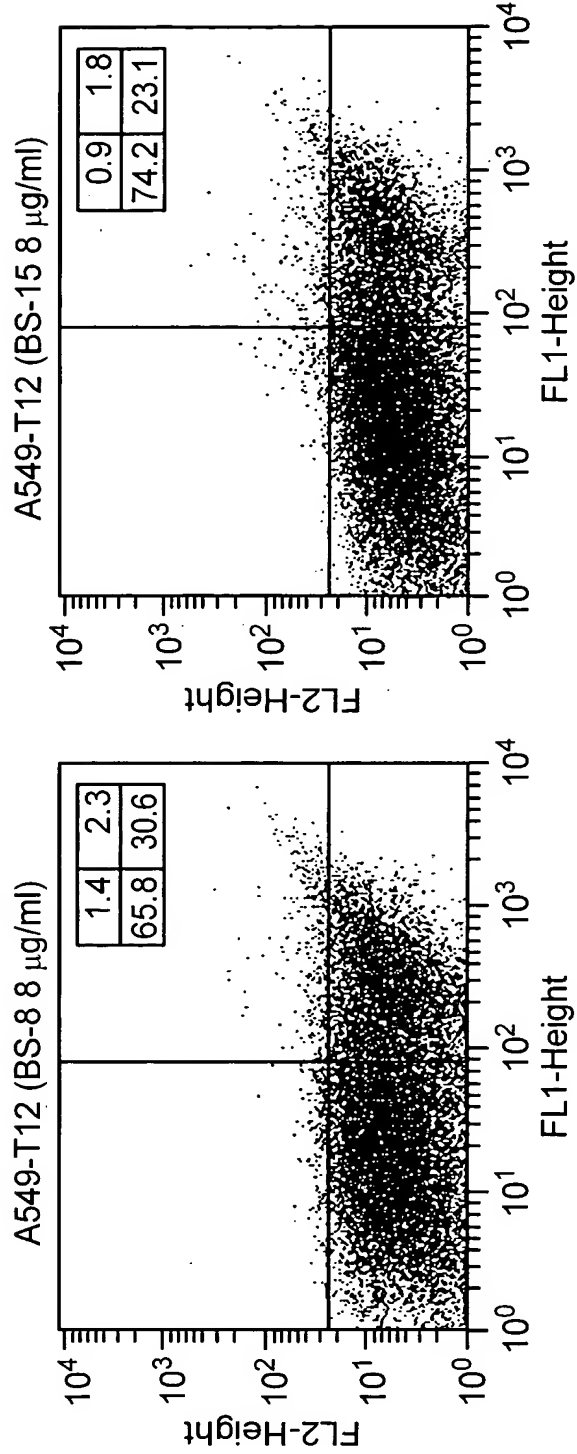 A549-T12 (BS-8 8 µg/ml)
FL2-Height
10⁴
10³
10²
10¹
10⁰
1.4 2.3
65.8 30.6
10⁰ 10¹ 10² 10³ 10⁴
FL1-Height
A549-T12 (BS-15 8 µg/ml)
FL2-Height
10⁴
10³
10²
10¹
10⁰
0.9 1.8
74.2 23.1
10⁰ 10¹ 10² 10³ 10⁴
FL1-Height